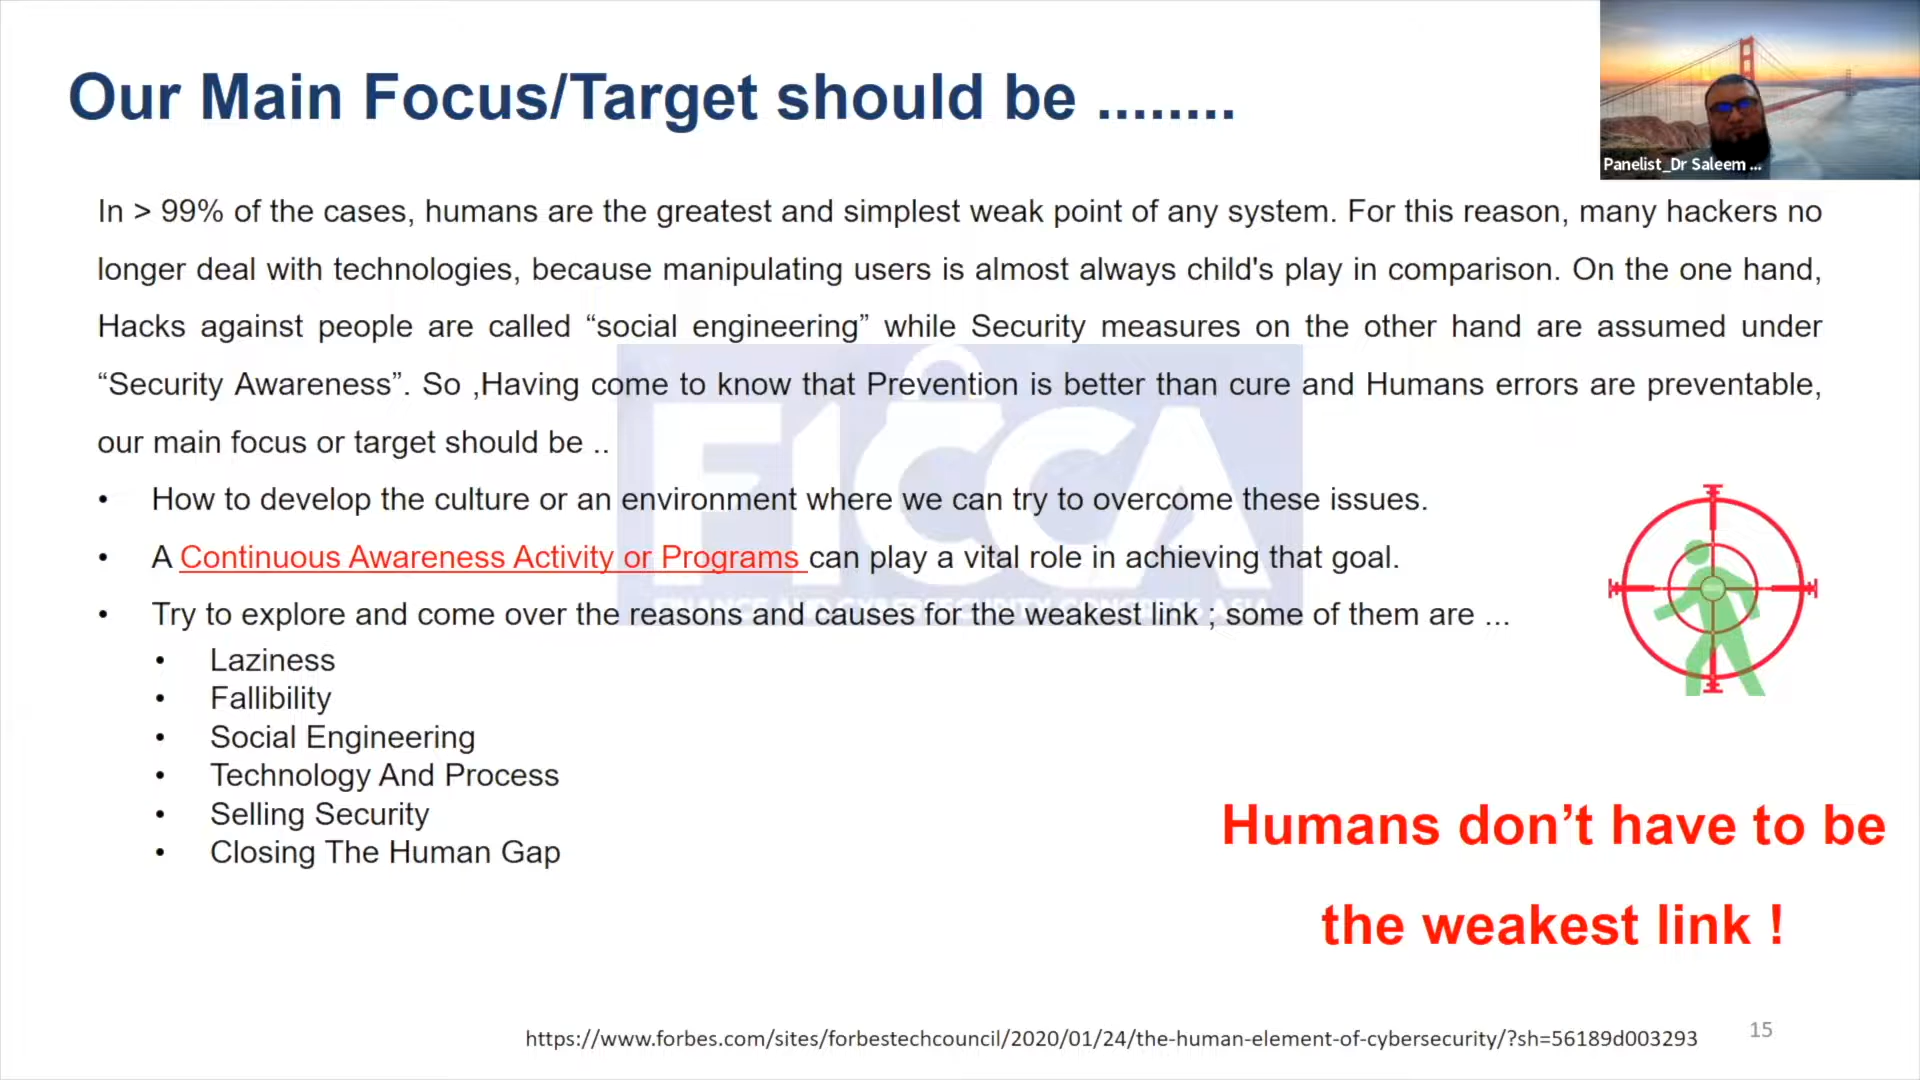 Our Main Focus/Target should be ........
Panelist_Dr Saleem ...
In > 99% of the cases, humans are the greatest and simplest weak point of any system. For this reason, many hackers no
longer deal with technologies, because manipulating users is almost always child's play in comparison. On the one hand,
Hacks against people are called “social engineering” while Security measures on the other hand are assumed under
“Security Awareness”. So ,Having come to know that Prevention is better than cure and Humans errors are preventable,
our main focus or target should be ..
FICCA
FINANCE AND CYBERSECURITY CONGRESS ASIA
• How to develop the culture or an environment where we can try to overcome these issues.
• A Continuous Awareness Activity or Programs can play a vital role in achieving that goal.
• Try to explore and come over the reasons and causes for the weakest link ; some of them are ...
• Laziness
• Fallibility
• Social Engineering
• Technology And Process
• Selling Security
• Closing The Human Gap
Humans don’t have to be
the weakest link !
https://www.forbes.com/sites/forbestechcouncil/2020/01/24/the-human-element-of-cybersecurity/?sh=56189d003293
15